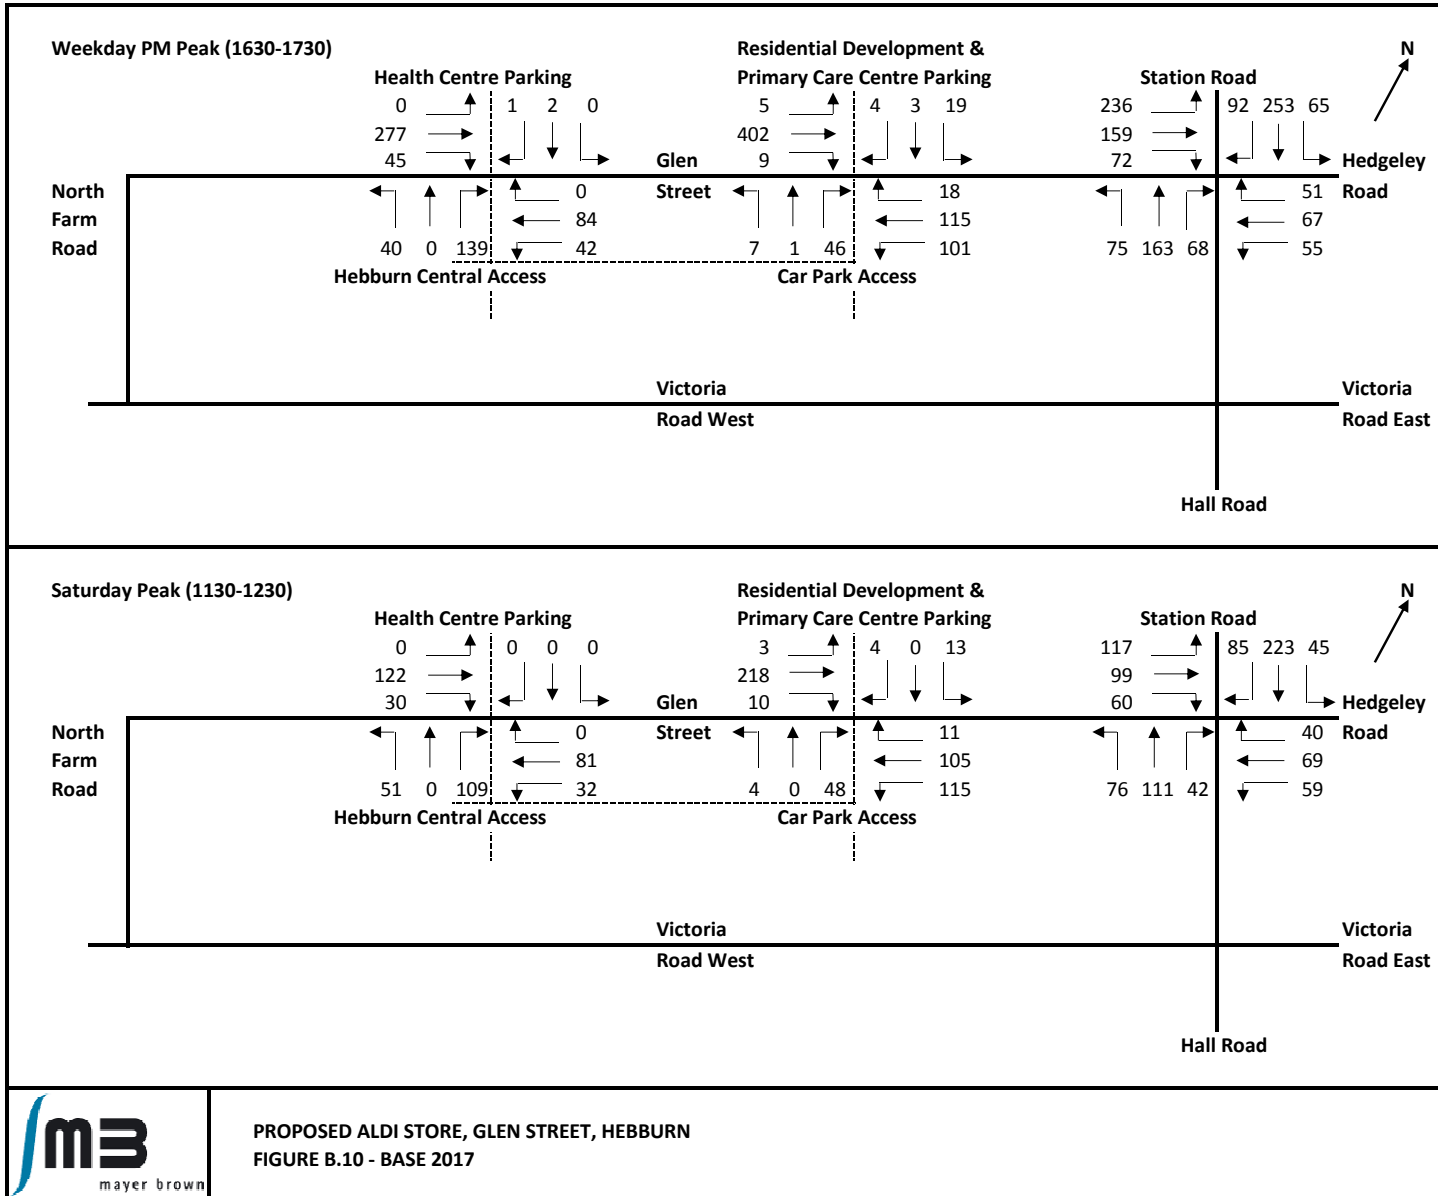 Weekday PM Peak (1630-1730)
Residential Development &
N
Health Centre Parking
Primary Care Centre Parking
Station Road
0 1 2 0 5 4 3 19 236 92 253 65
277 402 159
45 Glen 9 72 Hedgeley
North 0 Street 18 51 Road
Farm 84 115 67
Road 40 0 139 42 7 1 46 101 75 163 68 55
Hebburn Central Access Car Park Access
Victoria Victoria
Road West Road East
Hall Road
Saturday Peak (1130-1230)
Residential Development &
N
Health Centre Parking
Primary Care Centre Parking
Station Road
0 0 0 0 3 4 0 13 117 85 223 45
122 218 99
30 Glen 10 60 Hedgeley
North 0 Street 11 40 Road
Farm 81 105 69
Road 51 0 109 32 4 0 48 115 76 111 42 59
Hebburn Central Access Car Park Access
Victoria Victoria
Road West Road East
Hall Road
mB
mayer brown
PROPOSED ALDI STORE, GLEN STREET, HEBBURN
FIGURE B.10 - BASE 2017